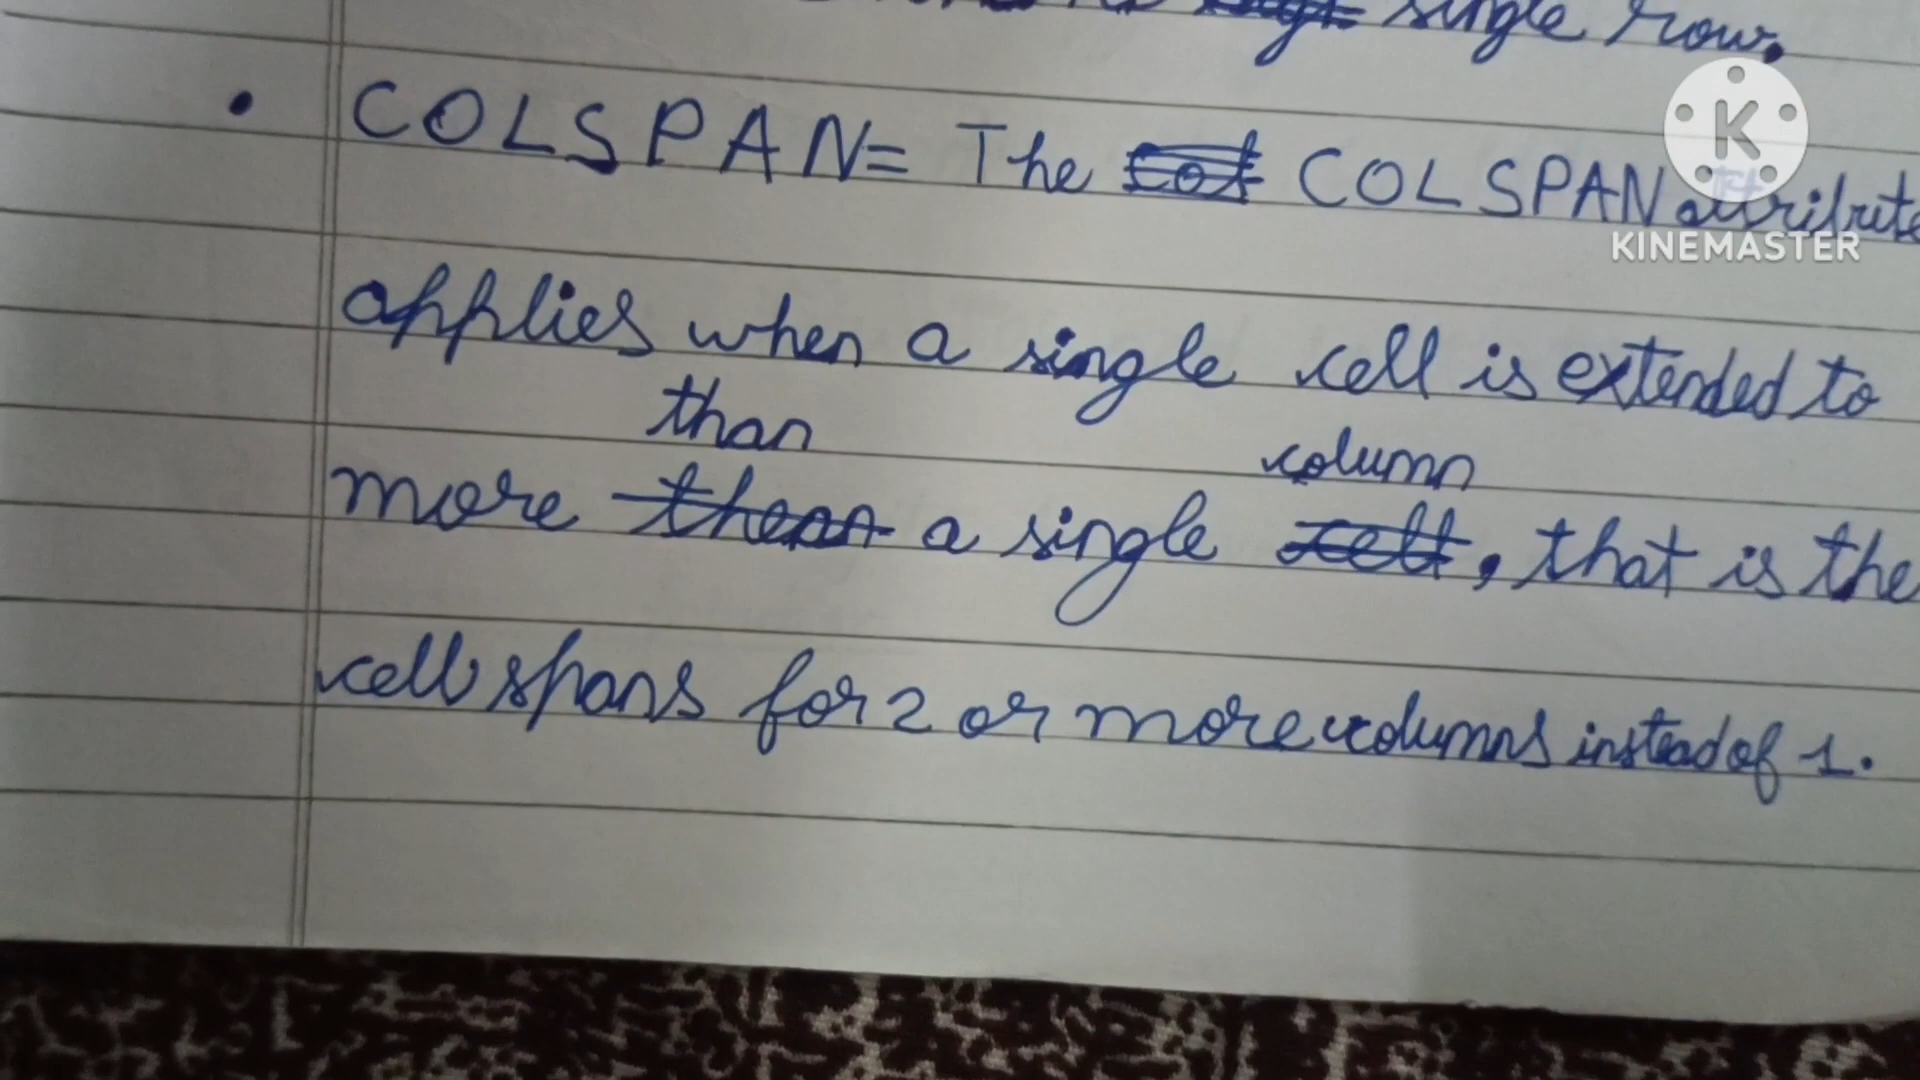 single row.
• COLSPAN= The COLSPAN attribute
applies when a single cell is extended to
than column
more a single , that is the
cell spans for 2 or more columns instead of 1.
KINEMASTER